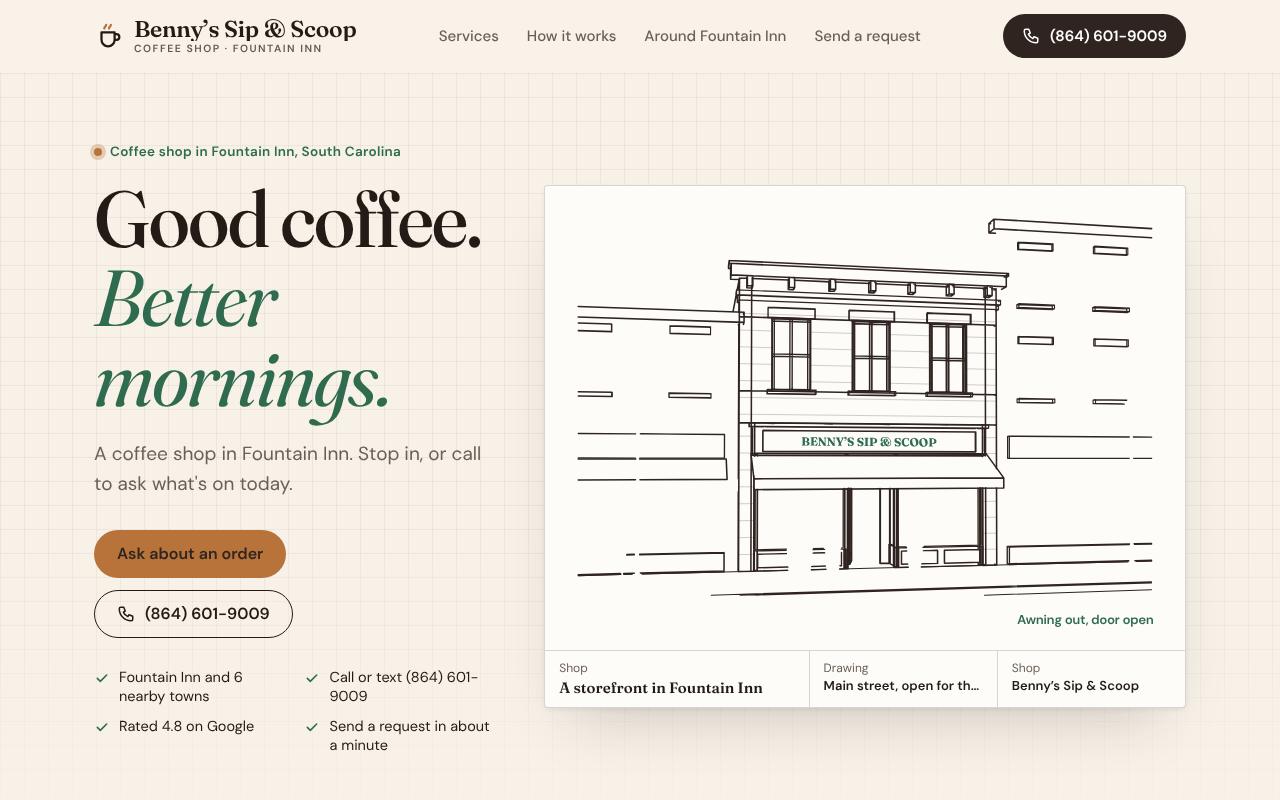 Benny's Sip & Scoop
COFFEE SHOP · FOUNTAIN INN
Services
How it works
Around Fountain Inn
Send a request
(864) 601-9009
Coffee shop in Fountain Inn, South Carolina
Good coffee.
Better
mornings.
A coffee shop in Fountain Inn. Stop in, or call
to ask what's on today.
Ask about an order
(864) 601-9009
Fountain Inn and 6
nearby towns
Call or text (864) 601-
9009
Rated 4.8 on Google
Send a request in about
a minute
BENNY'S SIP & SCOOP
Awning out, door open
Shop
A storefront in Fountain Inn
Drawing
Main street, open for th...
Shop
Benny's Sip & Scoop